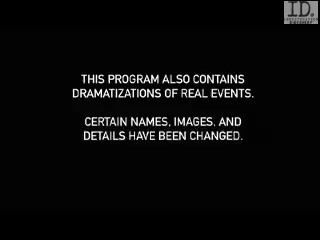 ID.
THIS PROGRAM ALSO CONTAINS
DRAMATIZATIONS OF REAL EVENTS.
CERTAIN NAMES, IMAGES, AND
DETAILS HAVE BEEN CHANGED.